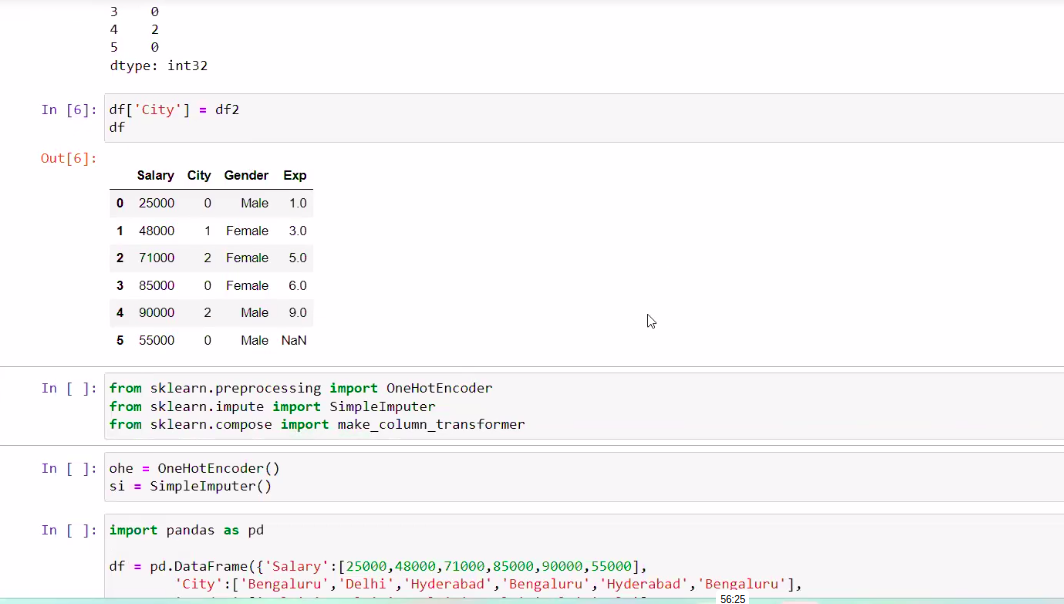 3 0
4 2
5 0
dtype: int32
In [6]: df['City'] = df2
df
Out[6]:
Salary City Gender Exp
0 25000 0 Male 1.0
1 48000 1 Female 3.0
2 71000 2 Female 5.0
3 85000 0 Female 6.0
4 90000 2 Male 9.0
5 55000 0 Male NaN
In [ ]: from sklearn.preprocessing import OneHotEncoder
from sklearn.impute import SimpleImputer
from sklearn.compose import make_column_transformer
In [ ]: ohe = OneHotEncoder()
si = SimpleImputer()
In [ ]: import pandas as pd
df = pd.DataFrame({'Salary':[25000,48000,71000,85000,90000,55000],
'City':['Bengaluru','Delhi','Hyderabad','Bengaluru','Hyderabad','Bengaluru'],
56:25